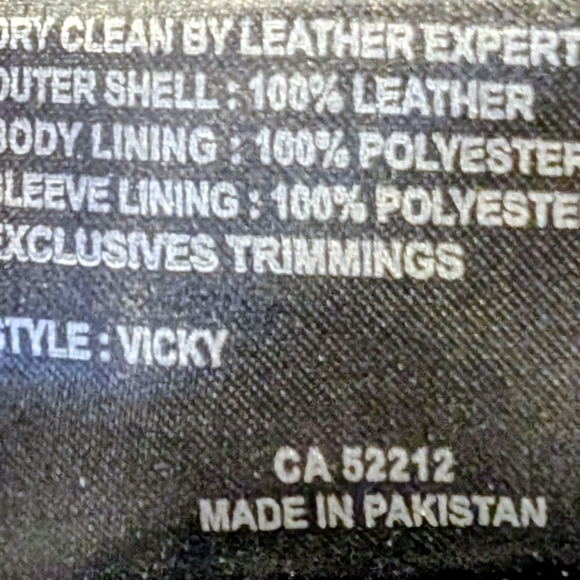 DRY CLEAN BY LEATHER EXPERT
OUTER SHELL : 100% LEATHER
BODY LINING : 100% POLYESTER
SLEEVE LINING : 100% POLYESTE
EXCLUSIVES TRIMMINGS
STYLE : VICKY
CA 52212
MADE IN PAKISTAN